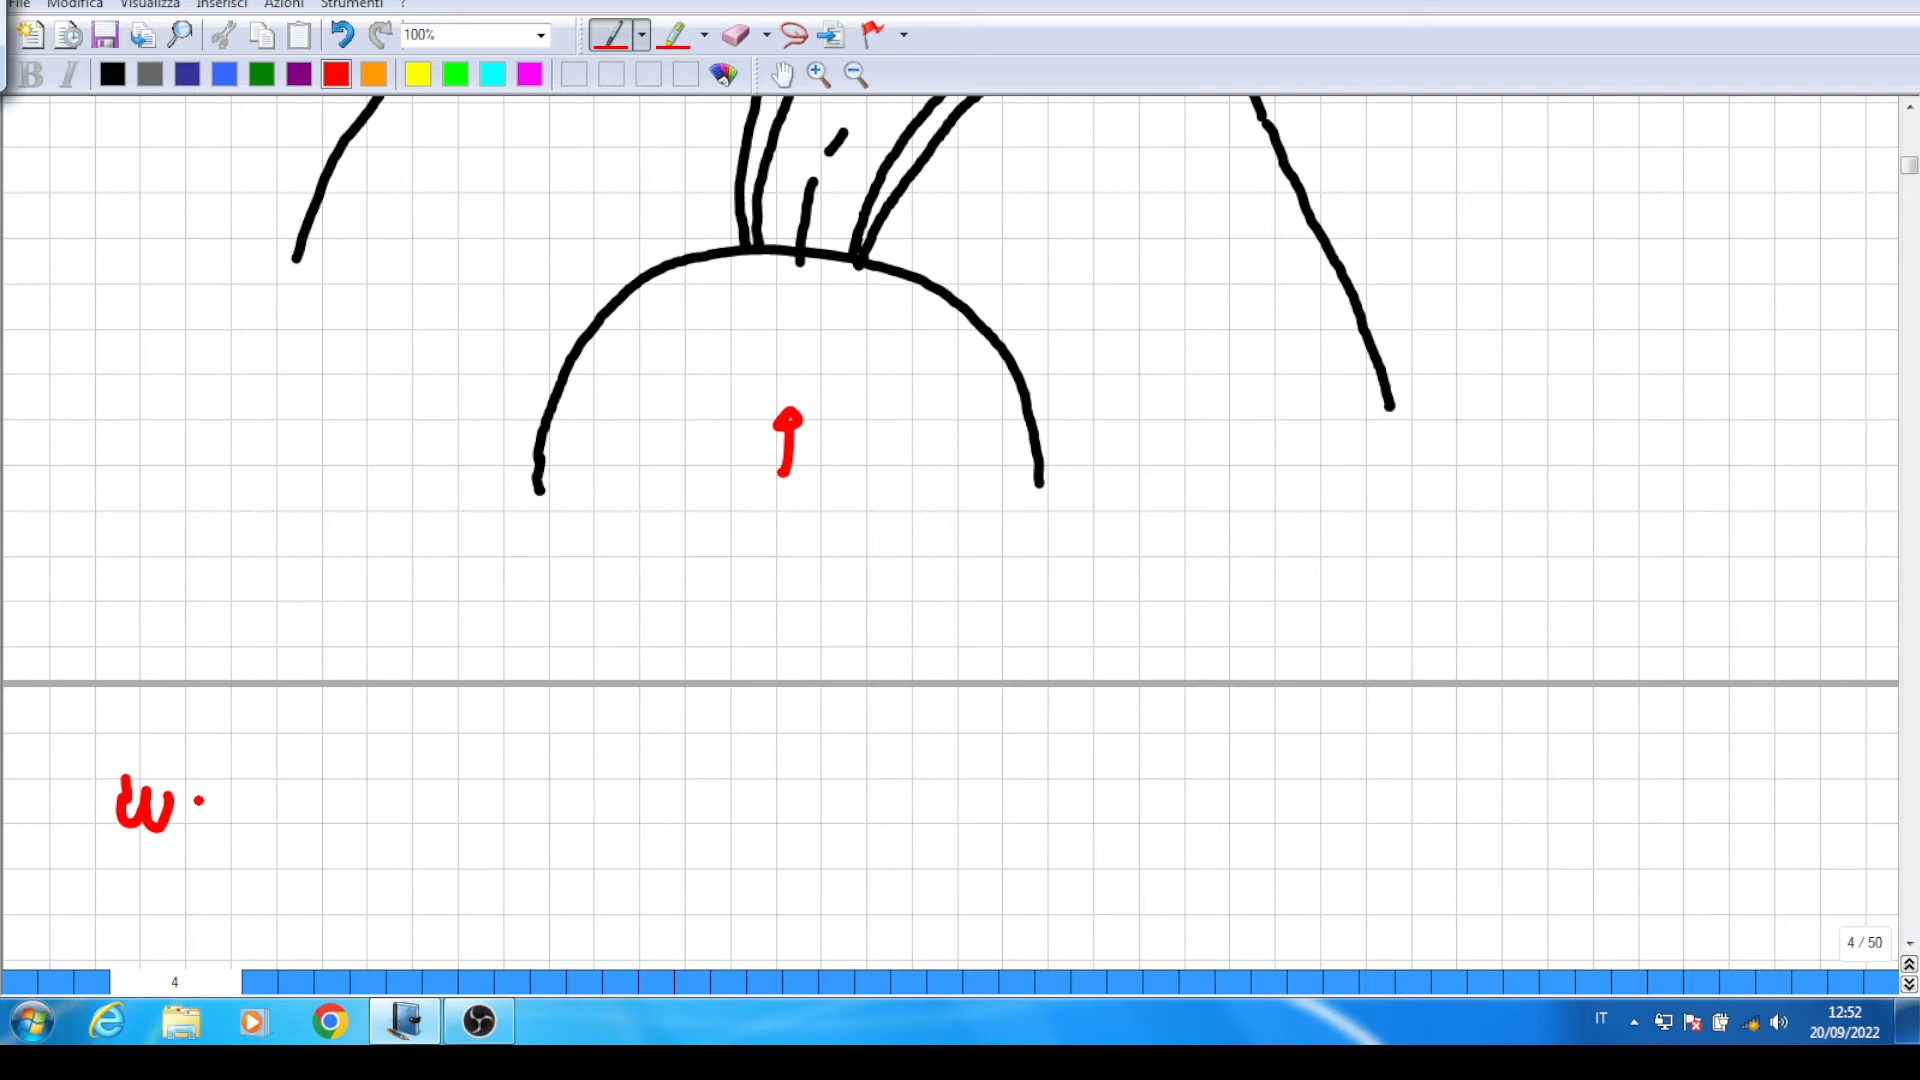 File Modifica Visualizza Inserisci Azioni Strumenti ?
100%
B I
w
4 / 50
4
IT
12:52
20/09/2022